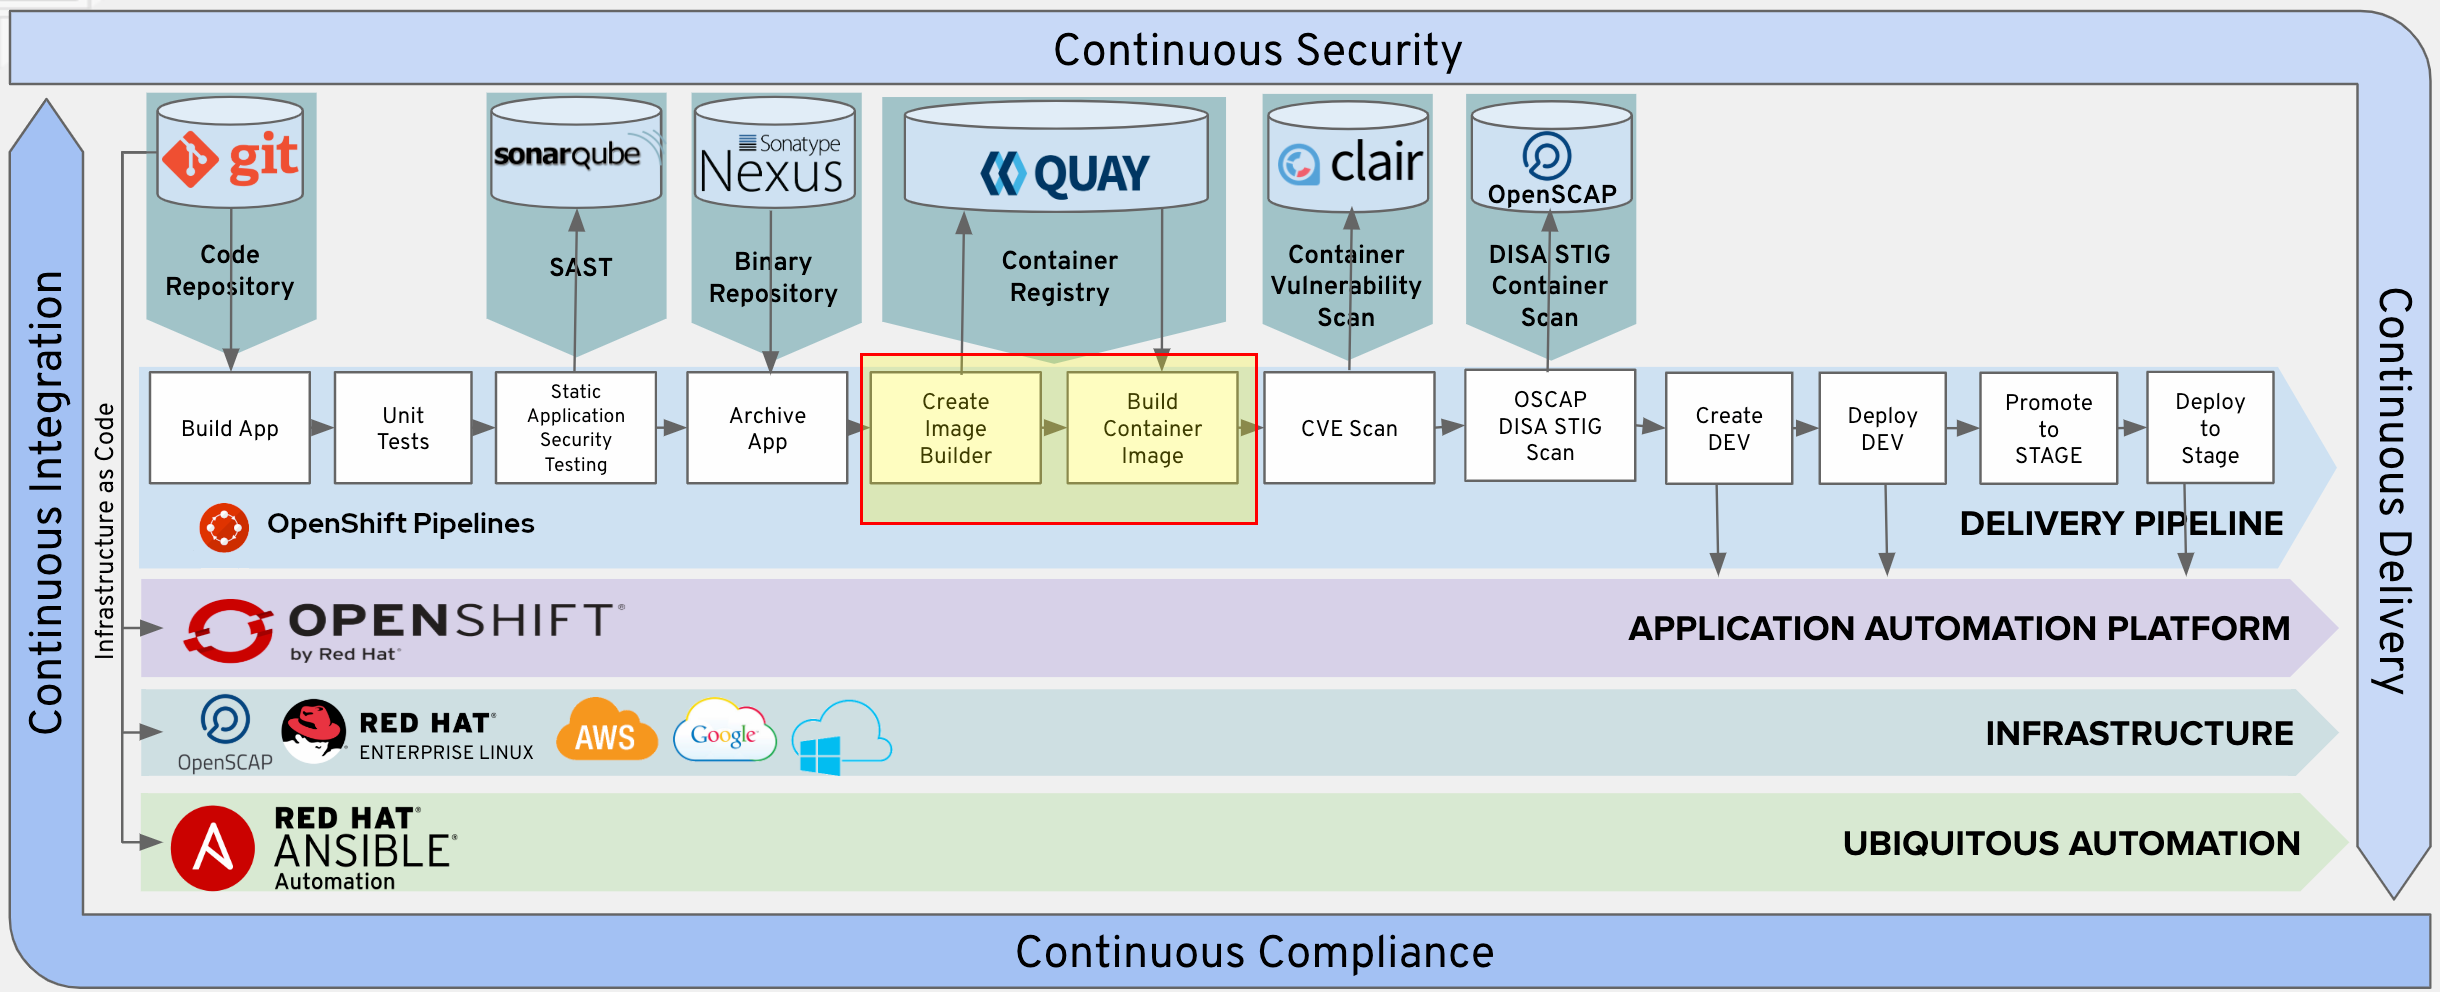 Continuous Security
Continuous Integration
Infrastructure as Code
git
Code
Repository
sonarqube
SAST
Sonatype
Nexus
Binary
Repository
QUAY
Container
Registry
clair
Container
Vulnerability
Scan
OpenSCAP
DISA STIG
Container
Scan
Build App
Unit
Tests
Static
Application
Security
Testing
Archive
App
Create
Image
Builder
Build
Container
Image
CVE Scan
OSCAP
DISA STIG
Scan
Create
DEV
Deploy
DEV
Promote
to
STAGE
Deploy
to
Stage
OpenShift Pipelines
DELIVERY PIPELINE
OPENSHIFT®
by Red Hat®
APPLICATION AUTOMATION PLATFORM
OpenSCAP
RED HAT®
ENTERPRISE LINUX
AWS
Google
INFRASTRUCTURE
RED HAT®
ANSIBLE®
Automation
UBIQUITOUS AUTOMATION
Continuous Delivery
Continuous Compliance